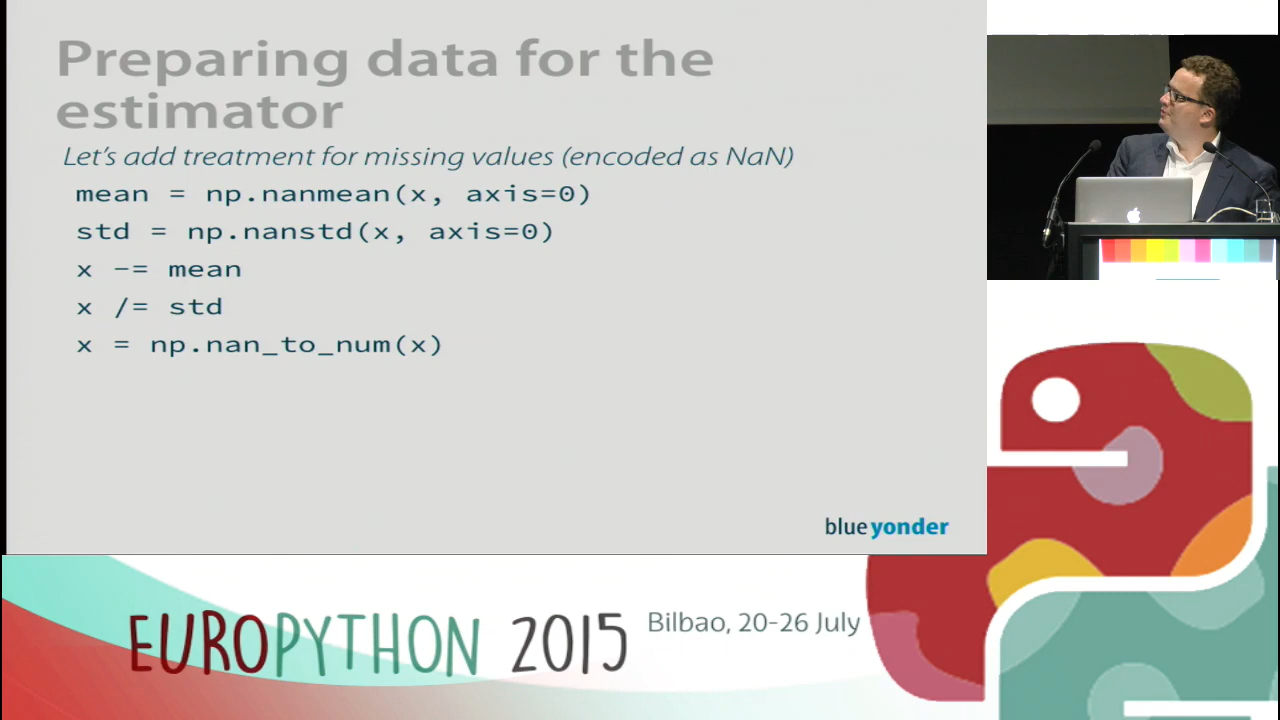 Preparing data for the
estimator
Let's add treatment for missing values (encoded as NaN)
mean = np.nanmean(x, axis=0)
std = np.nanstd(x, axis=0)
x -= mean
x /= std
x = np.nan_to_num(x)
blue yonder
EUROPYTHON 2015 Bilbao, 20-26 July